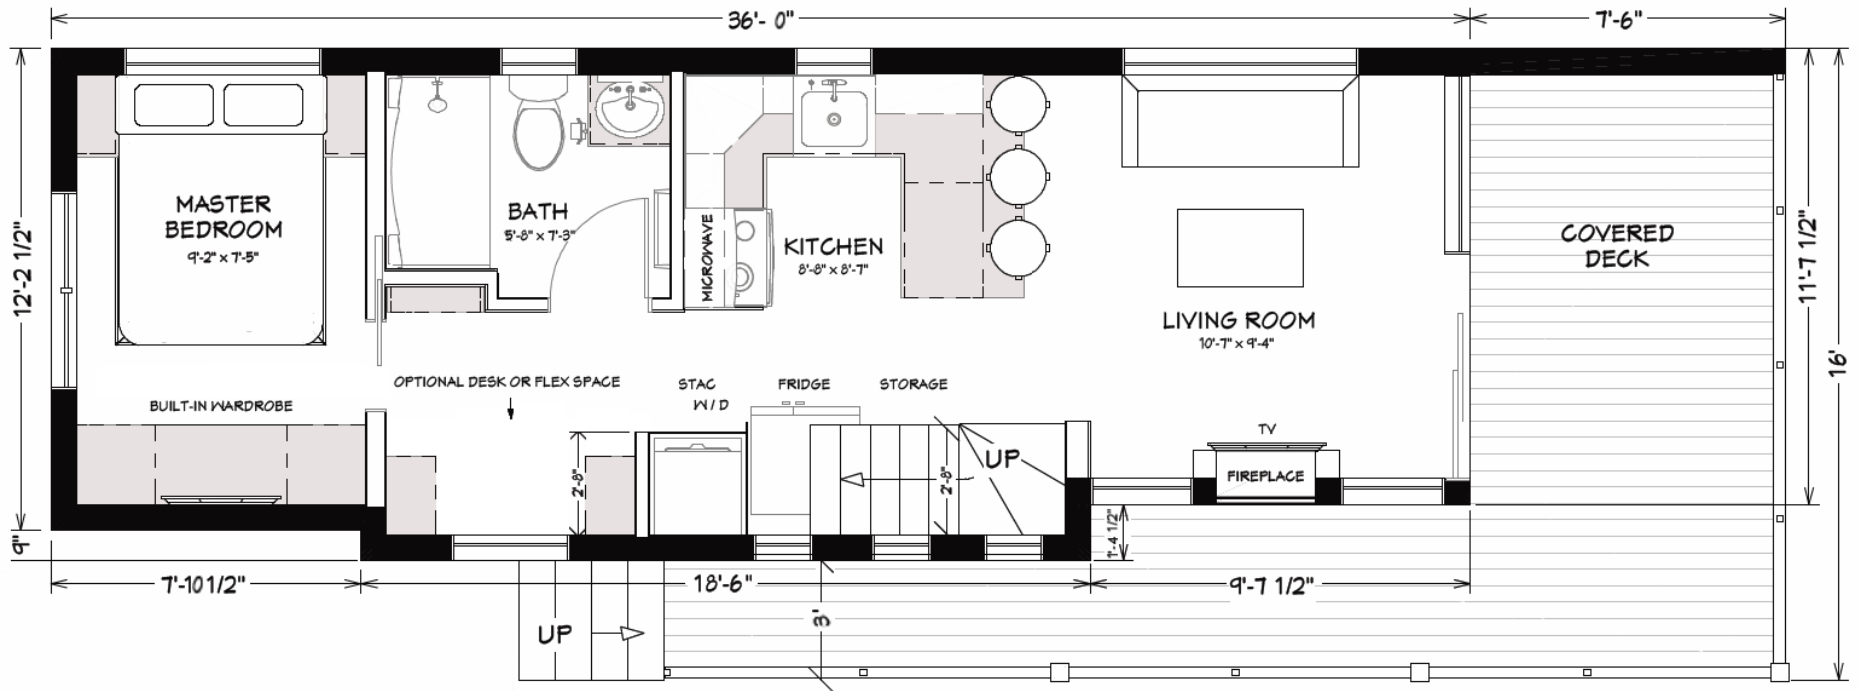 36'- 0"
7'-6"
12'-2 1/2"
9"
11'-7 1/2"
16'
MASTER
BEDROOM
9'-2" x 7'-5"
BUILT-IN WARDROBE
BATH
5'-8" x 7'-3"
MICROWAVE
KITCHEN
8'-8" x 8'-7"
LIVING ROOM
10'-7" x 9'-4"
COVERED
DECK
OPTIONAL DESK OR FLEX SPACE
STAC
W / D
FRIDGE
STORAGE
2'-8"
2'-8"
UP
TV
FIREPLACE
1'-4 1/2"
7'-10 1/2"
18'-6"
9'-7 1/2"
UP
3'